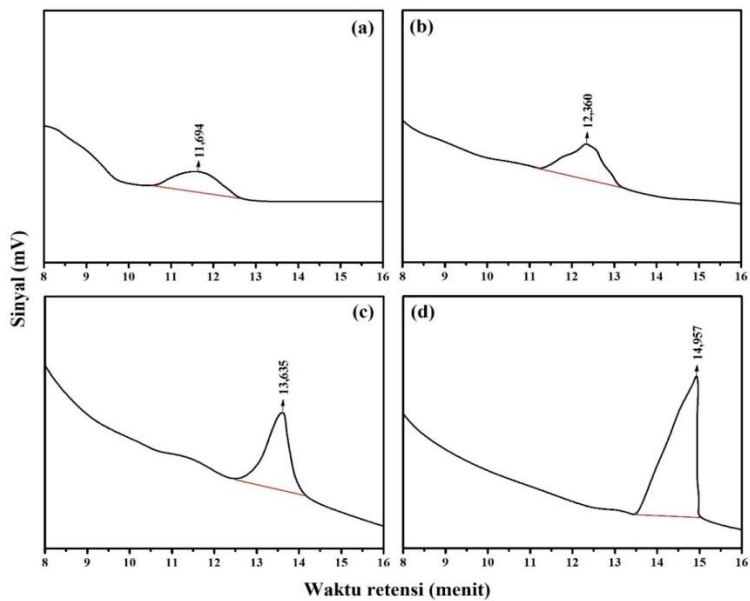 (a)
11,694
8 9 10 11 12 13 14 15 16
(b)
12,360
8 9 10 11 12 13 14 15 16
Sinyal (mV)
(c)
13,635
8 9 10 11 12 13 14 15 16
(d)
14,957
8 9 10 11 12 13 14 15 16
Waktu retensi (menit)